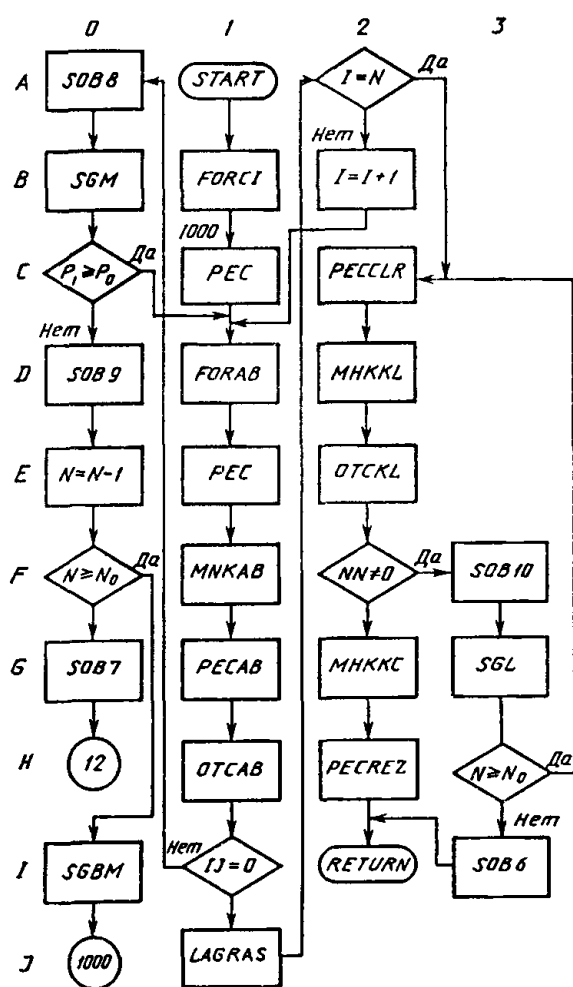 0 1 2 3
A SOB8 START I=N Да
Нет
B SGM FORCI I=I+1
1000
C P₁≥P₀ Да PEC PECCLR
Нет
D SOB9 FORAB МНККL
E N=N-1 PEC OTCKL
F N≥N₀ Да MNKAB NN≠0 Да SOB10
G SOB7 PECAB МНККС SGL
H 12 OTCAB PECREZ N≥N₀ Да
Нет Нет
I SGBM IJ=0 RETURN SOB6
J 1000 LAGRAS